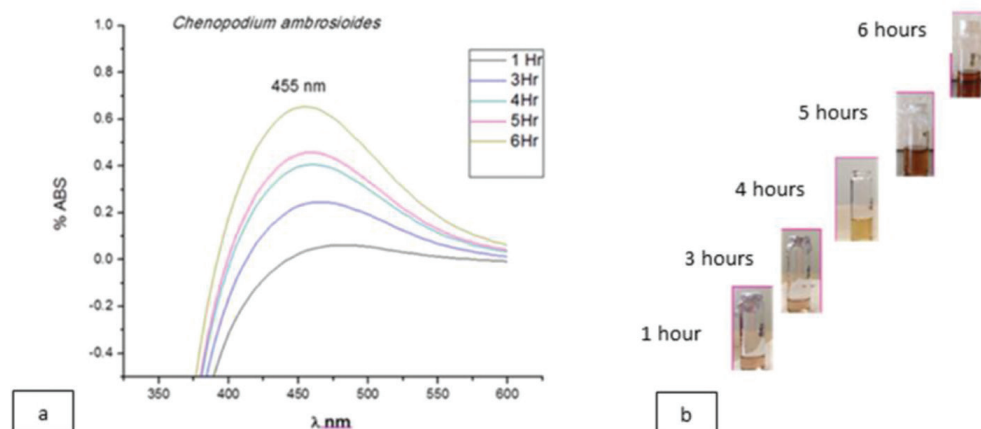 Chenopodium ambrosioides
1.0
0.8
0.6
0.4
0.2
0.0
-0.2
-0.4
% ABS
455 nm
1 Hr
3Hr
4Hr
5Hr
6Hr
350
400
450
500
550
600
λ.nm
a
6 hours
5 hours
4 hours
3 hours
1 hour
b